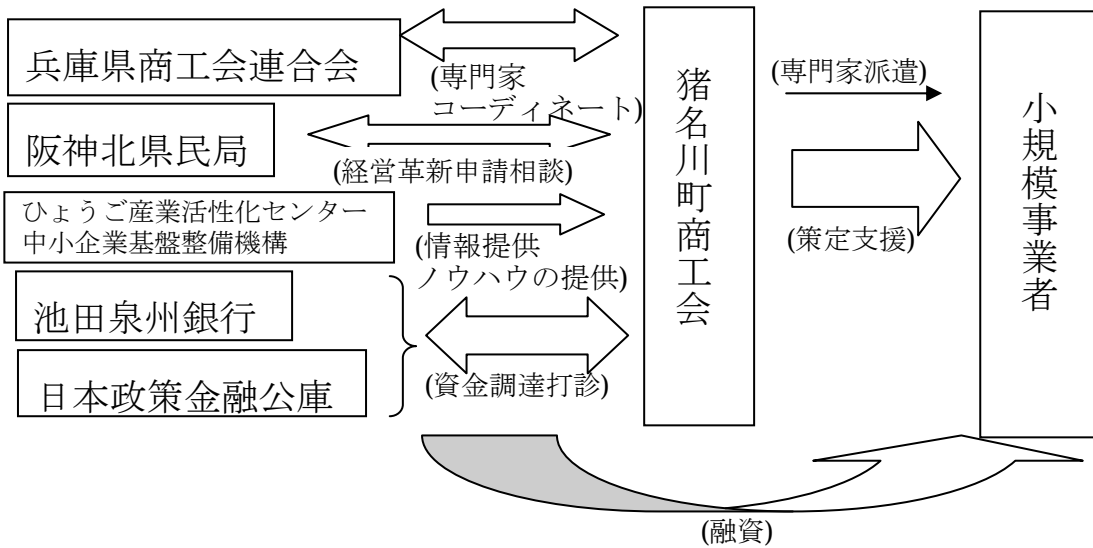 兵庫県商工会連合会
(専門家
コーディネート)
阪神北県民局
(経営革新申請相談)
ひょうご産業活性化センター
中小企業基盤整備機構
(情報提供
ノウハウの提供)
池田泉州銀行
日本政策金融公庫
(資金調達打診)
猪名川町商工会
(専門家派遣)
(策定支援)
小規模事業者
(融資)